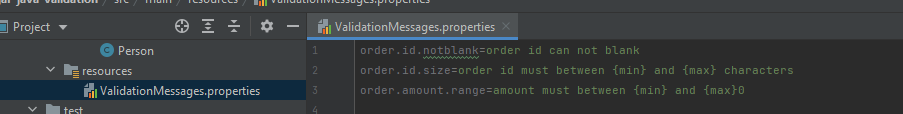 ar-java-validation > src > main > resources > ValidationMessages.properties
Project
ValidationMessages.properties
Person
resources
ValidationMessages.properties
test
1 order.id.notblank=order id can not blank
2 order.id.size=order id must between {min} and {max} characters
3 order.amount.range=amount must between {min} and {max}0
4